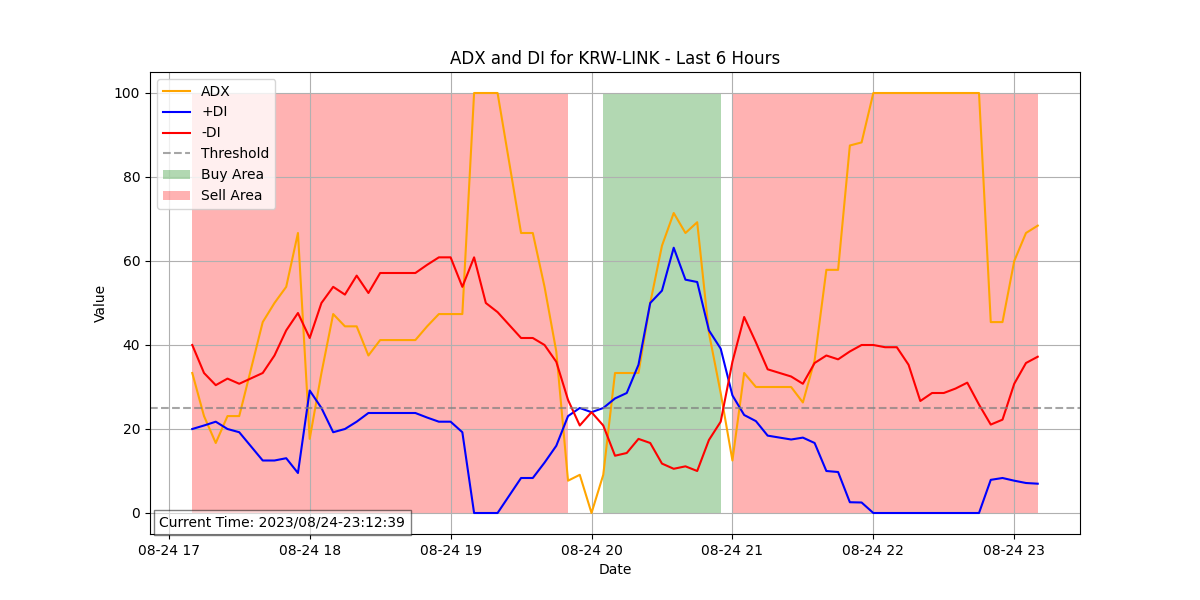 ADX and DI for KRW-LINK - Last 6 Hours
100
80
60
40
20
0
Value
ADX
+DI
-DI
Threshold
Buy Area
Sell Area
Current Time: 2023/08/24-23:12:39
08-24 17
08-24 18
08-24 19
08-24 20
08-24 21
08-24 22
08-24 23
Date